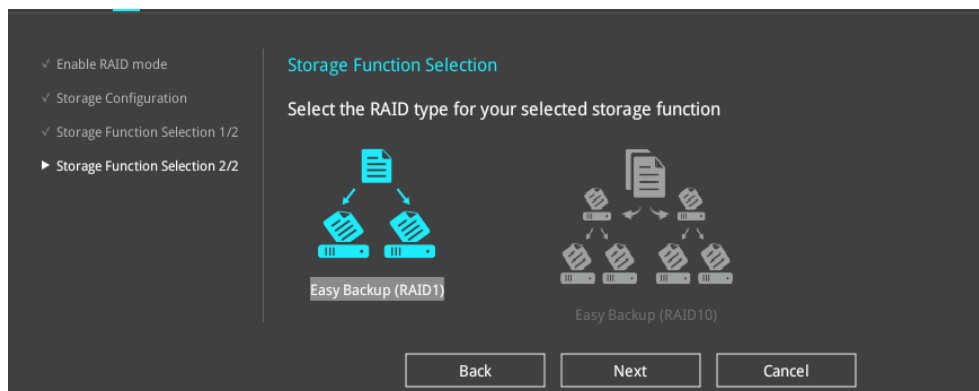 Enable RAID mode
Storage Configuration
Storage Function Selection 1/2
Storage Function Selection 2/2
Storage Function Selection
Select the RAID type for your selected storage function
Easy Backup (RAID1)
Easy Backup (RAID10)
Back
Next
Cancel